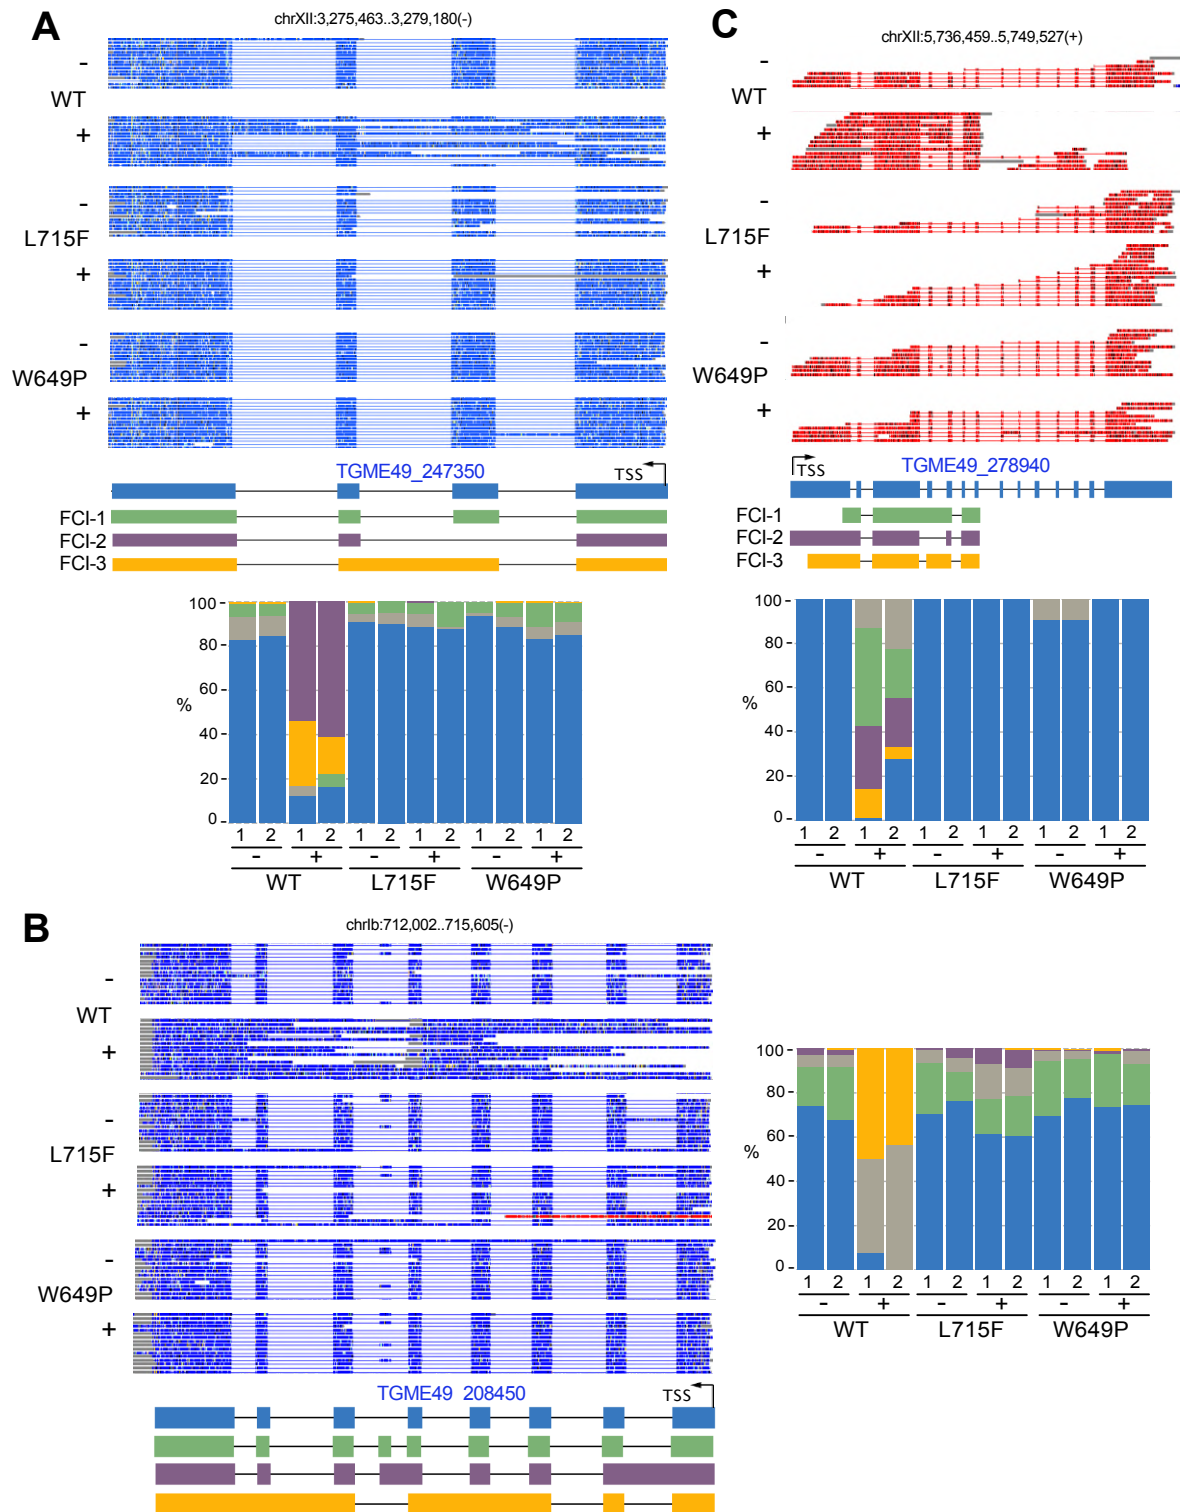 A
chrXII:3,275,463..3,279,180(-)
-
WT
+
-
L715F
+
-
W649P
+
TGME49_247350
TSS
FCI-1
FCI-2
FCI-3
100
80
60
%
40
20
0
1 2 1 2 1 2 1 2 1 2 1 2
- + - + - +
WT L715F W649P
B
chrIb:712,002..715,605(-)
-
WT
+
-
L715F
+
-
W649P
+
TGME49_208450
TSS
100
80
60
%
40
20
0
1 2 1 2 1 2 1 2 1 2 1 2
- + - + - +
WT L715F W649P
C
chrXII:5,736,459..5,749,527(+)
-
WT
+
-
L715F
+
-
W649P
+
TSS
TGME49_278940
FCI-1
FCI-2
FCI-3
100
80
60
%
40
20
0
1 2 1 2 1 2 1 2 1 2 1 2
- + - + - +
WT L715F W649P